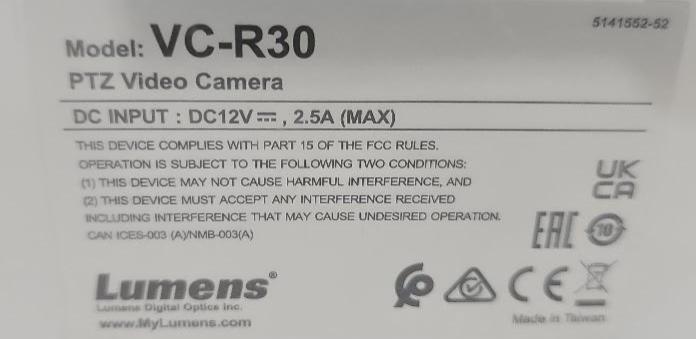 5141552-52
Model: VC-R30
PTZ Video Camera
DC INPUT : DC12V⎓, 2.5A (MAX)
THIS DEVICE COMPLIES WITH PART 15 OF THE FCC RULES.
OPERATION IS SUBJECT TO THE FOLLOWING TWO CONDITIONS:
(1) THIS DEVICE MAY NOT CAUSE HARMFUL INTERFERENCE, AND
(2) THIS DEVICE MUST ACCEPT ANY INTERFERENCE RECEIVED
INCLUDING INTERFERENCE THAT MAY CAUSE UNDESIRED OPERATION.
CAN ICES-003 (A)/NMB-003(A)
UK
CA
EAC 10
Lumens®
Lumens Digital Optics Inc.
www.MyLumens.com
CE
Made in Taiwan